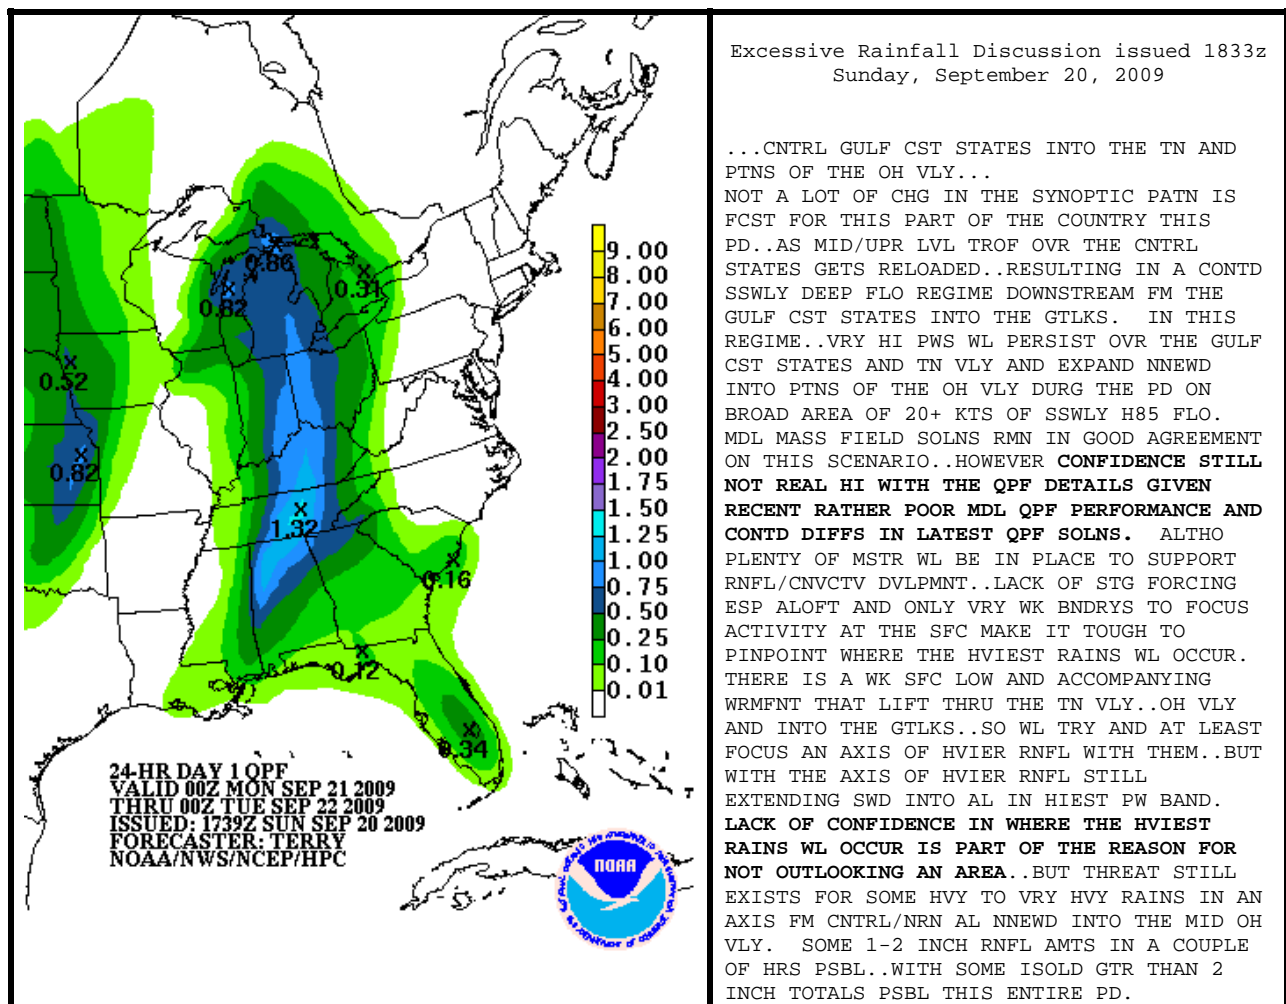 0.86
0.82
0.31
0.52
0.82
1.32
0.16
0.12
0.34
9.00
8.00
7.00
6.00
5.00
4.00
3.00
2.50
2.00
1.75
1.50
1.25
1.00
0.75
0.50
0.25
0.10
0.01
24-HR DAY 1 QPF
VALID 00Z MON SEP 21 2009
THRU 00Z TUE SEP 22 2009
ISSUED: 1739Z SUN SEP 20 2009
FORECASTER: TERRY
NOAA/NWS/NCEP/HPC
NOAA
Excessive Rainfall Discussion issued 1833z
Sunday, September 20, 2009
...CNTRL GULF CST STATES INTO THE TN AND
PTNS OF THE OH VLY...
NOT A LOT OF CHG IN THE SYNOPTIC PATN IS
FCST FOR THIS PART OF THE COUNTRY THIS
PD..AS MID/UPR LVL TROF OVR THE CNTRL
STATES GETS RELOADED..RESULTING IN A CONTD
SSWLY DEEP FLO REGIME DOWNSTREAM FM THE
GULF CST STATES INTO THE GTLKS. IN THIS
REGIME..VRY HI PWS WL PERSIST OVR THE GULF
CST STATES AND TN VLY AND EXPAND NNEWD
INTO PTNS OF THE OH VLY DURG THE PD ON
BROAD AREA OF 20+ KTS OF SSWLY H85 FLO.
MDL MASS FIELD SOLNS RMN IN GOOD AGREEMENT
ON THIS SCENARIO..HOWEVER CONFIDENCE STILL
NOT REAL HI WITH THE QPF DETAILS GIVEN
RECENT RATHER POOR MDL QPF PERFORMANCE AND
CONTD DIFFS IN LATEST QPF SOLNS. ALTHO
PLENTY OF MSTR WL BE IN PLACE TO SUPPORT
RNFL/CNVCTV DVLPMNT..LACK OF STG FORCING
ESP ALOFT AND ONLY VRY WK BNDRYS TO FOCUS
ACTIVITY AT THE SFC MAKE IT TOUGH TO
PINPOINT WHERE THE HVIEST RAINS WL OCCUR.
THERE IS A WK SFC LOW AND ACCOMPANYING
WRMFNT THAT LIFT THRU THE TN VLY..OH VLY
AND INTO THE GTLKS..SO WL TRY AND AT LEAST
FOCUS AN AXIS OF HVIER RNFL WITH THEM..BUT
WITH THE AXIS OF HVIER RNFL STILL
EXTENDING SWD INTO AL IN HIEST PW BAND.
LACK OF CONFIDENCE IN WHERE THE HVIEST
RAINS WL OCCUR IS PART OF THE REASON FOR
NOT OUTLOOKING AN AREA..BUT THREAT STILL
EXISTS FOR SOME HVY TO VRY HVY RAINS IN AN
AXIS FM CNTRL/NRN AL NNEWD INTO THE MID OH
VLY. SOME 1-2 INCH RNFL AMTS IN A COUPLE
OF HRS PSBL..WITH SOME ISOLD GTR THAN 2
INCH TOTALS PSBL THIS ENTIRE PD.